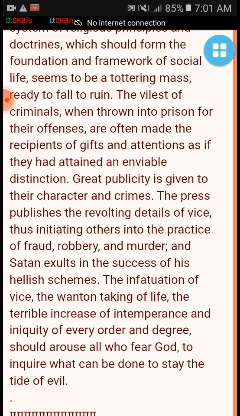 85% 7:01 AM
0:0KB/s U:0KB/s No internet connection
system of religious principles and
doctrines, which should form the
foundation and framework of social
life, seems to be a tottering mass,
ready to fall to ruin. The vilest of
criminals, when thrown into prison for
their offenses, are often made the
recipients of gifts and attentions as if
they had attained an enviable
distinction. Great publicity is given to
their character and crimes. The press
publishes the revolting details of vice,
thus initiating others into the practice
of fraud, robbery, and murder; and
Satan exults in the success of his
hellish schemes. The infatuation of
vice, the wanton taking of life, the
terrible increase of intemperance and
iniquity of every order and degree,
should arouse all who fear God, to
inquire what can be done to stay the
tide of evil.